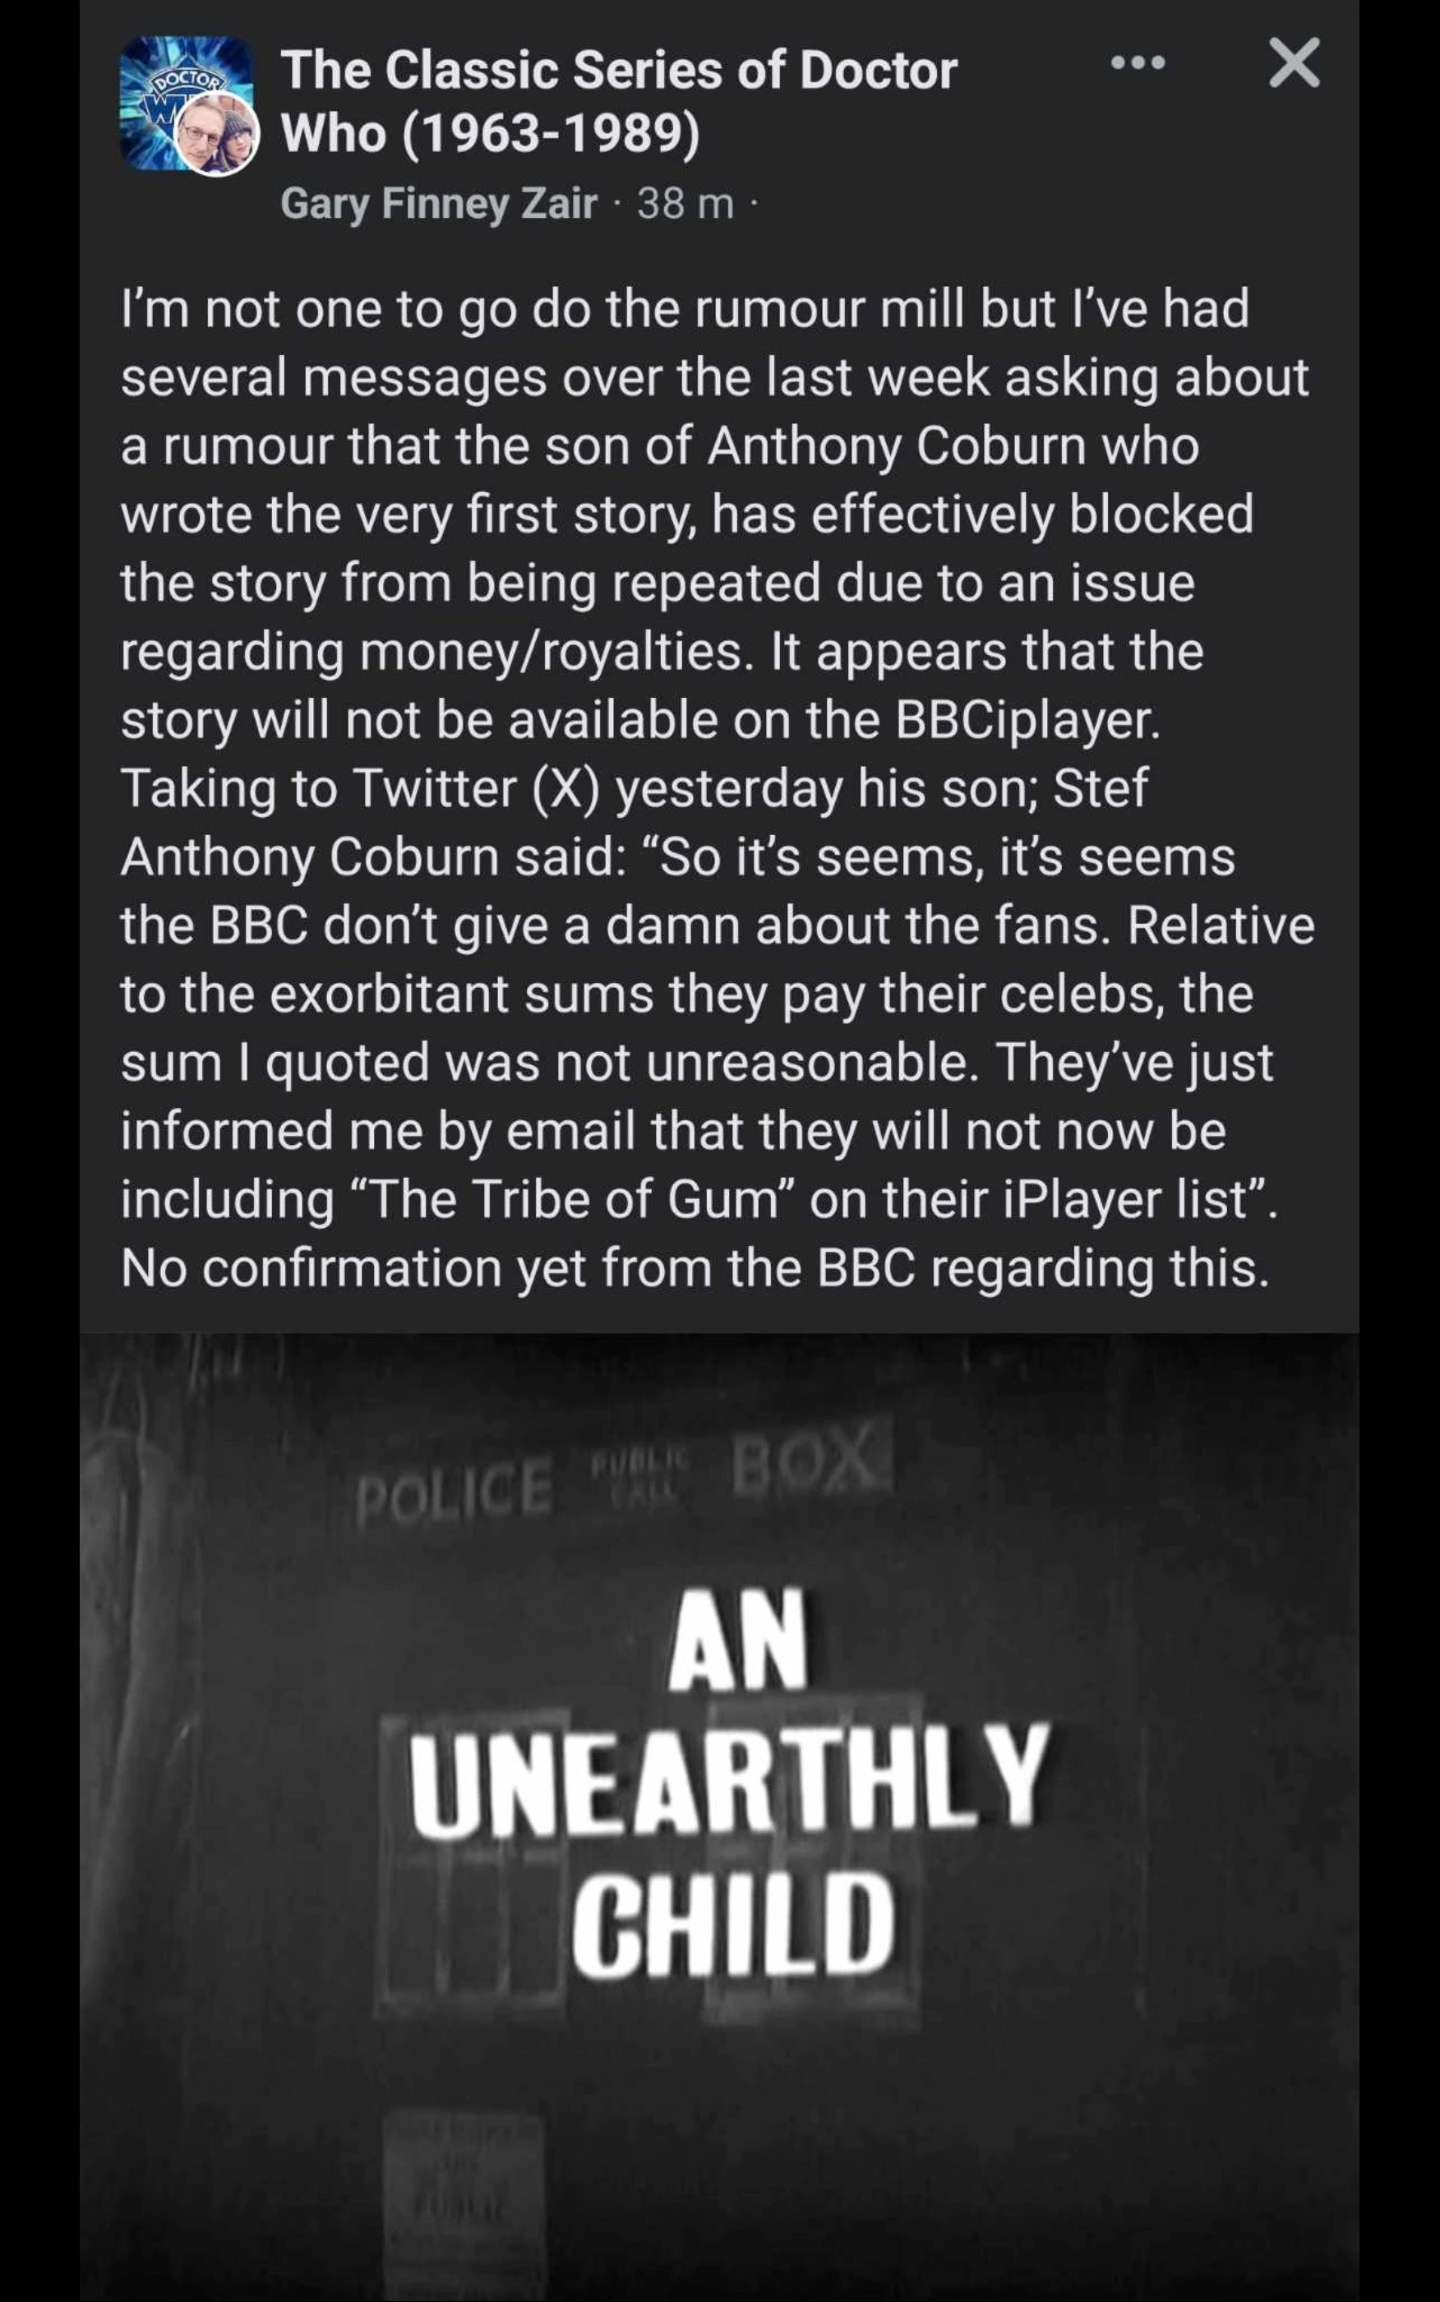 The Classic Series of Doctor
Who (1963-1989)
Gary Finney Zair · 38 m ·
DOCTOR
I'm not one to go do the rumour mill but I've had
several messages over the last week asking about
a rumour that the son of Anthony Coburn who
wrote the very first story, has effectively blocked
the story from being repeated due to an issue
regarding money/royalties. It appears that the
story will not be available on the BBCiplayer.
Taking to Twitter (X) yesterday his son; Stef
Anthony Coburn said: “So it’s seems, it’s seems
the BBC don’t give a damn about the fans. Relative
to the exorbitant sums they pay their celebs, the
sum I quoted was not unreasonable. They’ve just
informed me by email that they will not now be
including “The Tribe of Gum” on their iPlayer list”.
No confirmation yet from the BBC regarding this.
POLICE PUBLIC CALL BOX
AN
UNEARTHLY
CHILD
PUBLIC